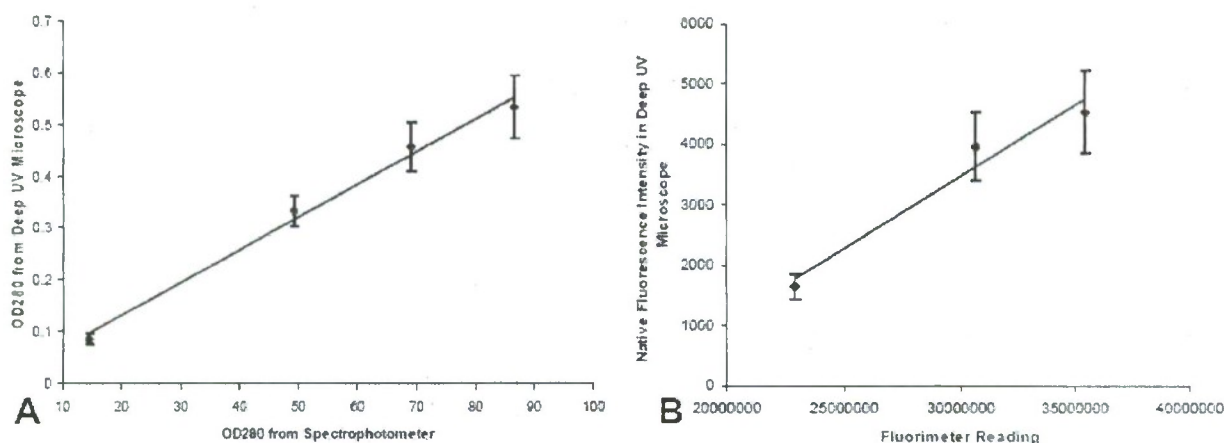 0.7
0.6
0.5
0.4
0.3
0.2
0.1
0
OD280 from Deep UV Microscope
10 20 30 40 50 60 70 80 90 100
OD280 from Spectrophotometer
A
6000
5000
4000
3000
2000
1000
0
Native Fluorescence Intensity in Deep UV
Microscope
20000000 25000000 30000000 35000000 40000000
Fluorimeter Reading
B